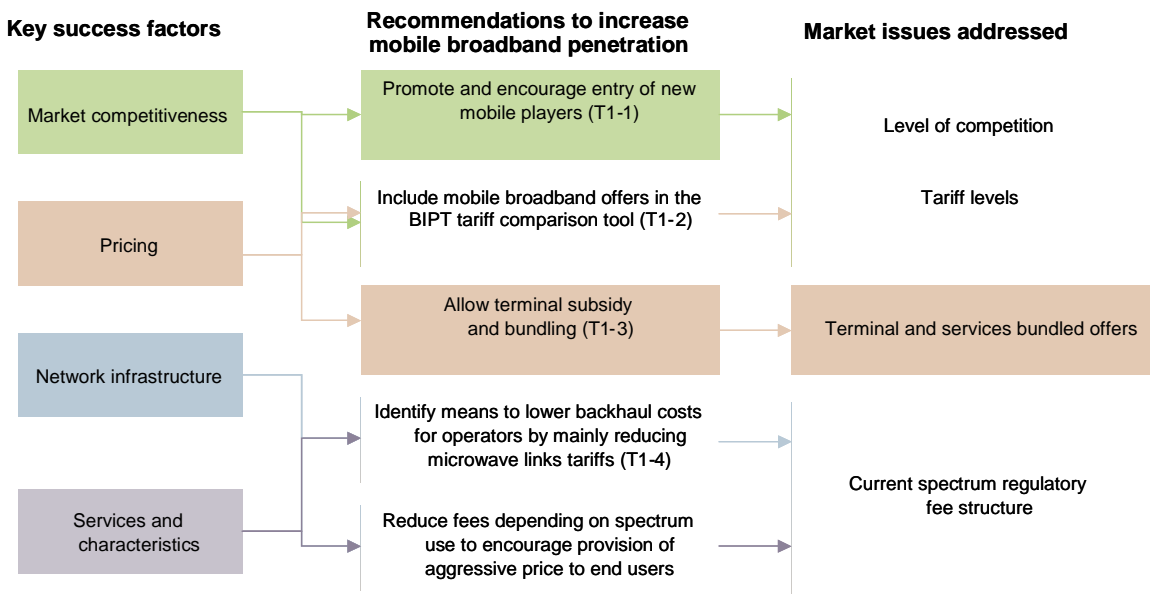 Key success factors
Recommendations to increase
mobile broadband penetration
Market issues addressed
Market competitiveness
Promote and encourage entry of new
mobile players (T1-1)
Level of competition
Include mobile broadband offers in the
BIPT tariff comparison tool (T1-2)
Tariff levels
Pricing
Allow terminal subsidy
and bundling (T1-3)
Terminal and services bundled offers
Network infrastructure
Identify means to lower backhaul costs
for operators by mainly reducing
microwave links tariffs (T1-4)
Current spectrum regulatory
fee structure
Services and
characteristics
Reduce fees depending on spectrum
use to encourage provision of
aggressive price to end users